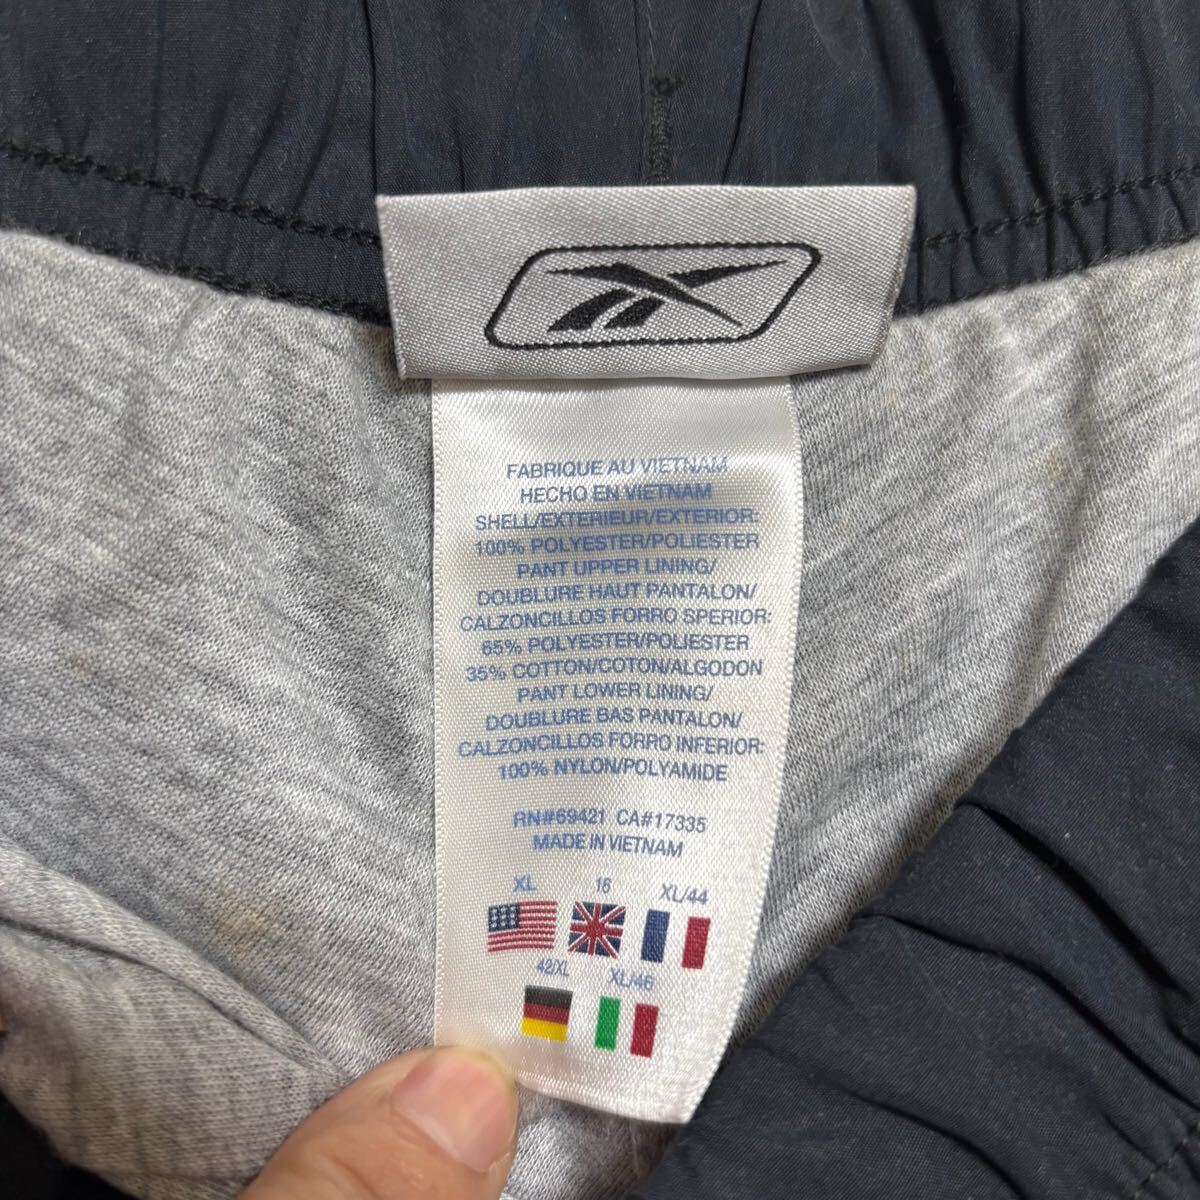 FABRIQUE AU VIETNAM
HECHO EN VIETNAM
SHELL/EXTERIEUR/EXTERIOR:
100% POLYESTER/POLIESTER
PANT UPPER LINING/
DOUBLURE HAUT PANTALON/
CALZONCILLOS FORRO SPERIOR:
65% POLYESTER/POLIESTER
35% COTTON/COTON/ALGODON
PANT LOWER LINING/
DOUBLURE BAS PANTALON/
CALZONCILLOS FORRO INFERIOR:
100% NYLON/POLYAMIDE
RN#69421 CA#17335
MADE IN VIETNAM
XL 16 XL/44
42/XL XL/46